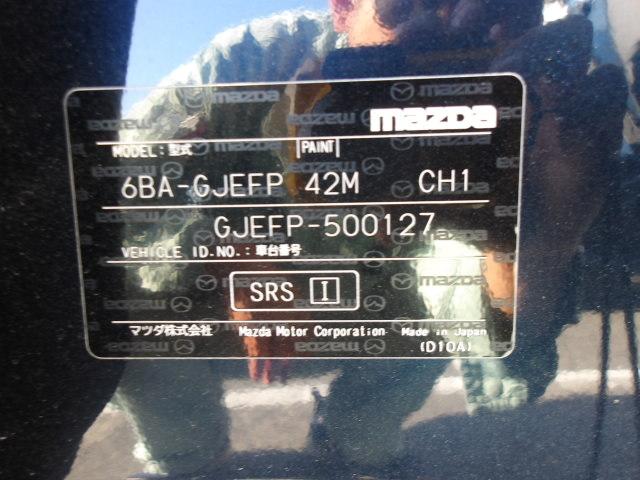 mazda
MODEL: 型式 PAINT
6BA-GJEFP 42M CH1
GJEFP-500127
VEHICLE ID.NO.: 車台番号
SRS I
マツダ株式会社 Mazda Motor Corporation Made in Japan
(D10A)